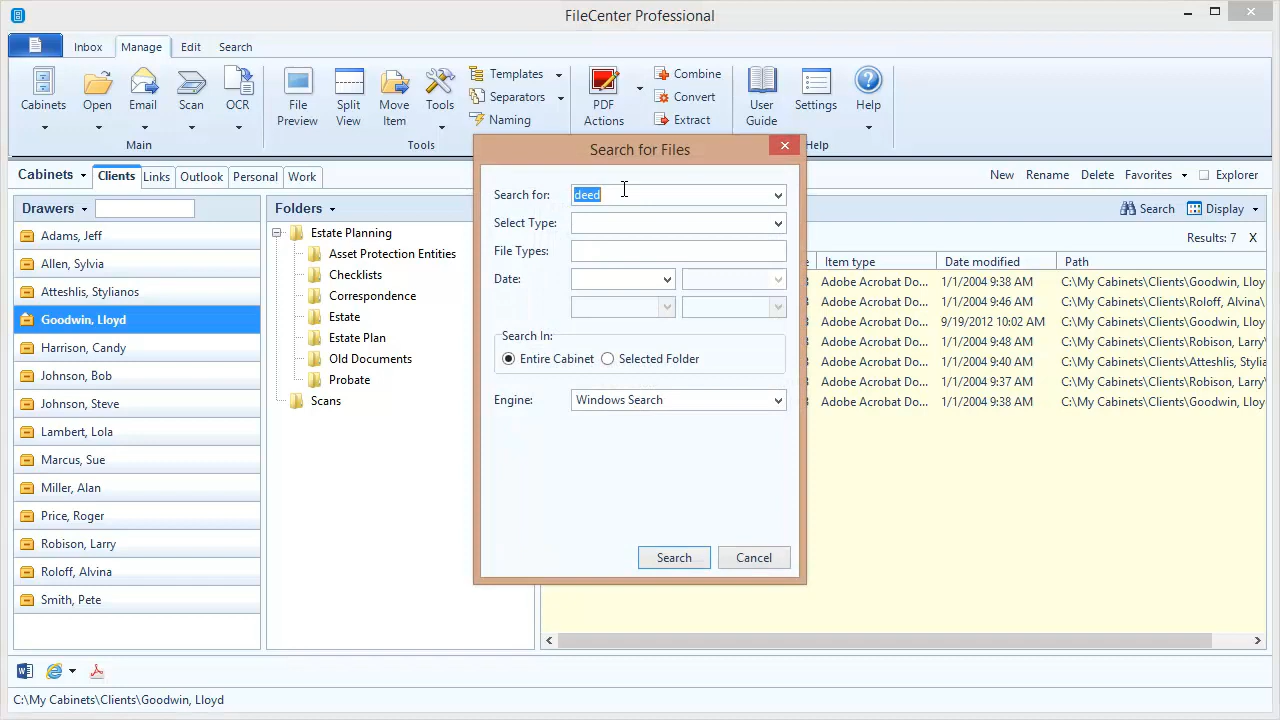 FileCenter Professional
Inbox Manage Edit Search
Cabinets Open Email Scan OCR
Main
File Preview Split View Move Item Tools
Templates
Separators
Naming
Tools
PDF Actions
Combine
Convert
Extract
User Guide Settings Help
Help
Cabinets Clients Links Outlook Personal Work
New Rename Delete Favorites Explorer
Drawers
Adams, Jeff
Allen, Sylvia
Atteshlis, Stylianos
Goodwin, Lloyd
Harrison, Candy
Johnson, Bob
Johnson, Steve
Lambert, Lola
Marcus, Sue
Miller, Alan
Price, Roger
Robison, Larry
Roloff, Alvina
Smith, Pete
Folders
Estate Planning
Asset Protection Entities
Checklists
Correspondence
Estate
Estate Plan
Old Documents
Probate
Scans
Search for Files
Search for: deed
Select Type:
File Types:
Date:
Search In:
Entire Cabinet Selected Folder
Engine: Windows Search
Search Cancel
Search Display
Results: 7 X
Item type Date modified Path
Adobe Acrobat Do... 1/1/2004 9:38 AM C:\My Cabinets\Clients\Goodwin, Lloy
Adobe Acrobat Do... 1/1/2004 9:46 AM C:\My Cabinets\Clients\Roloff, Alvina\
Adobe Acrobat Do... 9/19/2012 10:02 AM C:\My Cabinets\Clients\Goodwin, Lloy
Adobe Acrobat Do... 1/1/2004 9:48 AM C:\My Cabinets\Clients\Robison, Larry\
Adobe Acrobat Do... 1/1/2004 9:40 AM C:\My Cabinets\Clients\Atteshlis, Stylia
Adobe Acrobat Do... 1/1/2004 9:37 AM C:\My Cabinets\Clients\Robison, Larry\
Adobe Acrobat Do... 1/1/2004 9:38 AM C:\My Cabinets\Clients\Goodwin, Lloy
C:\My Cabinets\Clients\Goodwin, Lloyd